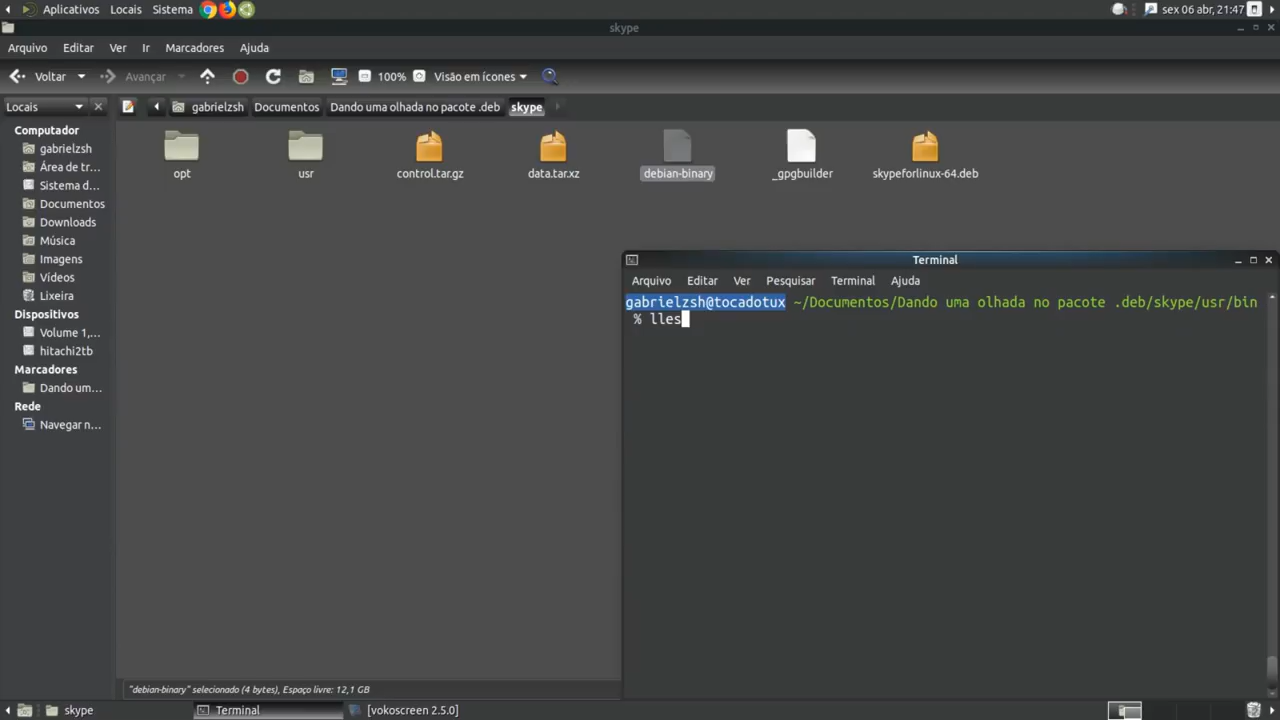 Aplicativos Locais Sistema sex 06 abr, 21:47
skype
Arquivo Editar Ver Ir Marcadores Ajuda
Voltar Avançar 100% Visão em ícones
Locais gabrielzsh Documentos Dando uma olhada no pacote .deb skype
Computador
gabrielzsh
Área de tr...
Sistema d...
Documentos
Downloads
Música
Imagens
Vídeos
Lixeira
Dispositivos
Volume 1,...
hitachi2tb
Marcadores
Dando um...
Rede
Navegar n...
opt usr control.tar.gz data.tar.xz debian-binary _gpgbuilder skypeforlinux-64.deb
Terminal
Arquivo Editar Ver Pesquisar Terminal Ajuda
gabrielzsh@tocadotux ~/Documentos/Dando uma olhada no pacote .deb/skype/usr/bin
% lles
"debian-binary" selecionado (4 bytes), Espaço livre: 12,1 GB
skype Terminal [vokoscreen 2.5.0]